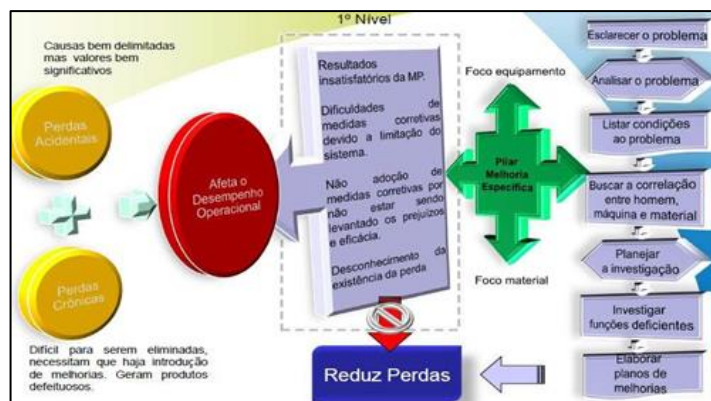 1º Nível
Causas bem delimitadas
mas valores bem
significativos
Perdas
Acidentais
Perdas
Crônicas
Difícil para serem eliminadas,
necessitam que haja introdução
de melhorias. Geram produtos
defeituosos.
Afeta o
Desempenho
Operacional
Resultados
insatisfatórios da MP.
Dificuldades de
medidas corretivas
devido a limitação do
sistema.
Não adoção de
medidas corretivas por
não estar sendo
levantado os prejuízos
e eficácia.
Desconhecimento da
existência da perda
Reduz Perdas
Foco equipamento
Pilar
Melhoria
Específica
Foco material
Esclarecer o problema
Analisar o problema
Listar condições
ao problema
Buscar a correlação
entre homem,
máquina e material
Planejar
a investigação
Investigar
funções deficientes
Elaborar
planos de
melhorias